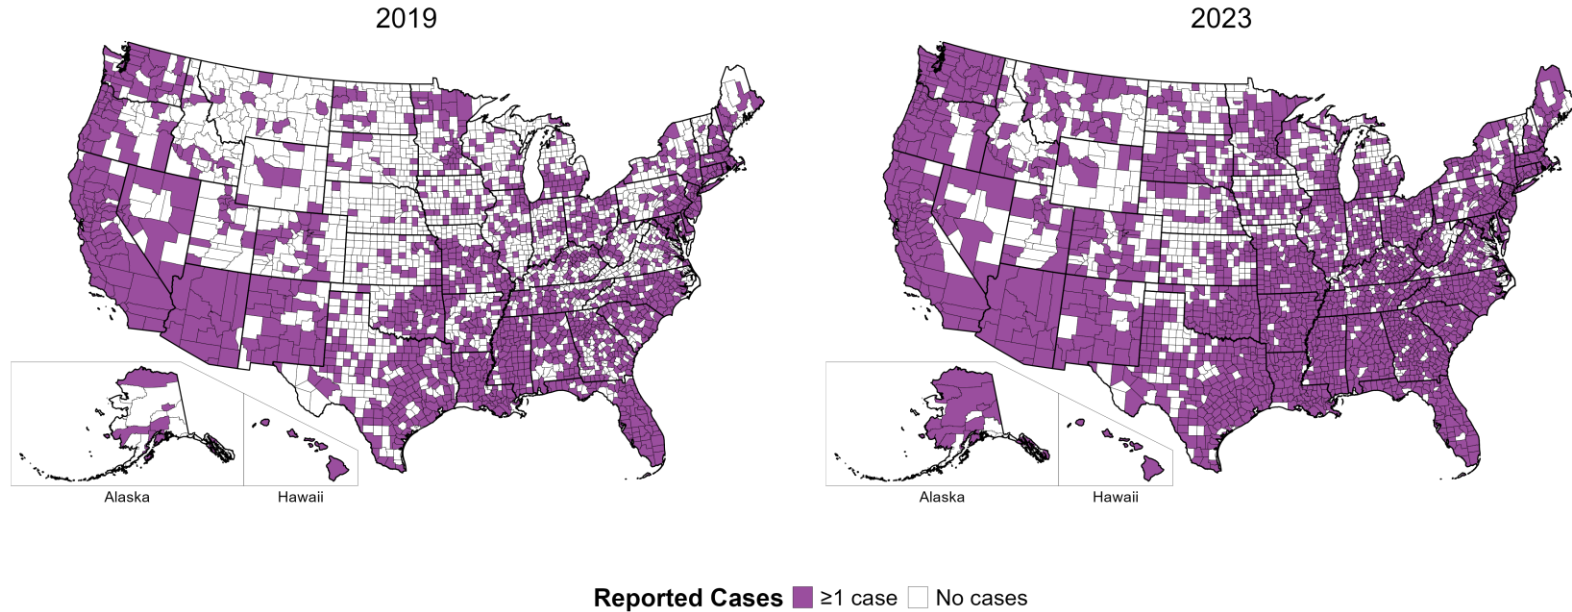 2019
2023
Alaska
Hawaii
Alaska
Hawaii
Reported Cases ≥1 case No cases